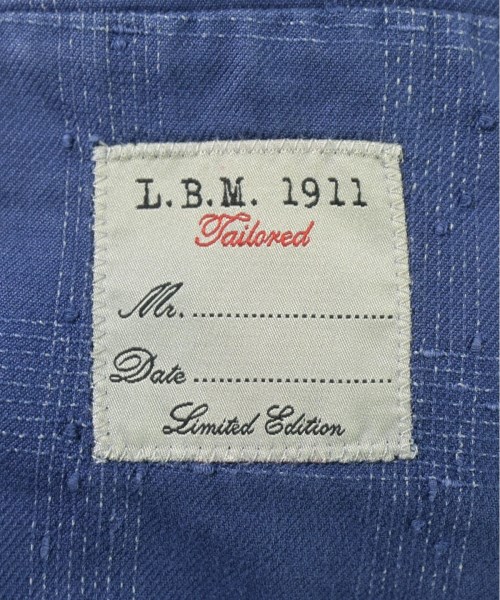 L.B.M. 1911
Tailored
Mr. ..............................
Date ..............................
Limited Edition